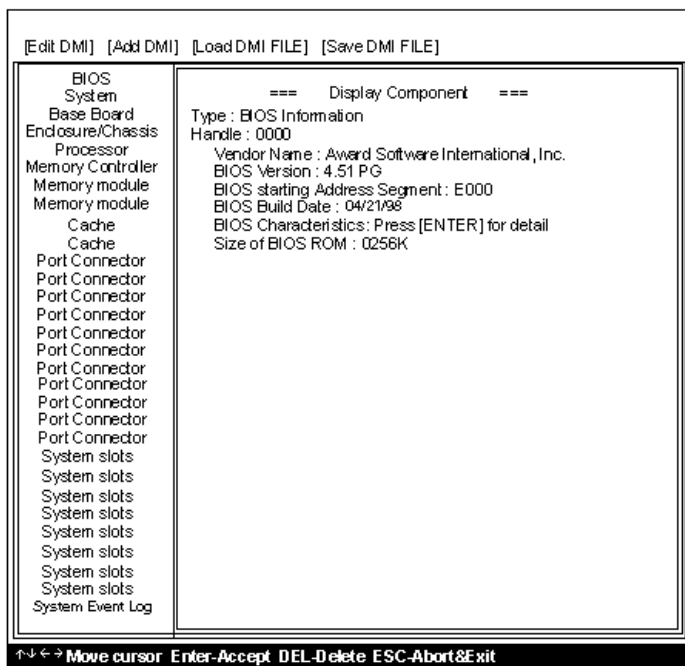 [Edit DMI] [Add DMI] [Load DMI FILE] [Save DMI FILE]
BIOS
System
Base Board
Enclosure/Chassis
Processor
Memory Controller
Memory module
Memory module
Cache
Cache
Port Connector
Port Connector
Port Connector
Port Connector
Port Connector
Port Connector
Port Connector
Port Connector
Port Connector
Port Connector
Port Connector
System slots
System slots
System slots
System slots
System slots
System slots
System slots
System slots
System Event Log
=== Display Component ===
Type : BIOS Information
Handle : 0000
Vendor Name : Award Software International, Inc.
BIOS Version : 4.51 PG
BIOS starting Address Segment : E000
BIOS Build Date : 04/21/98
BIOS Characteristics: Press [ENTER] for detail
Size of BIOS ROM : 0256K
↑↓←→ Move cursor Enter-Accept DEL-Delete ESC-Abort&Exit